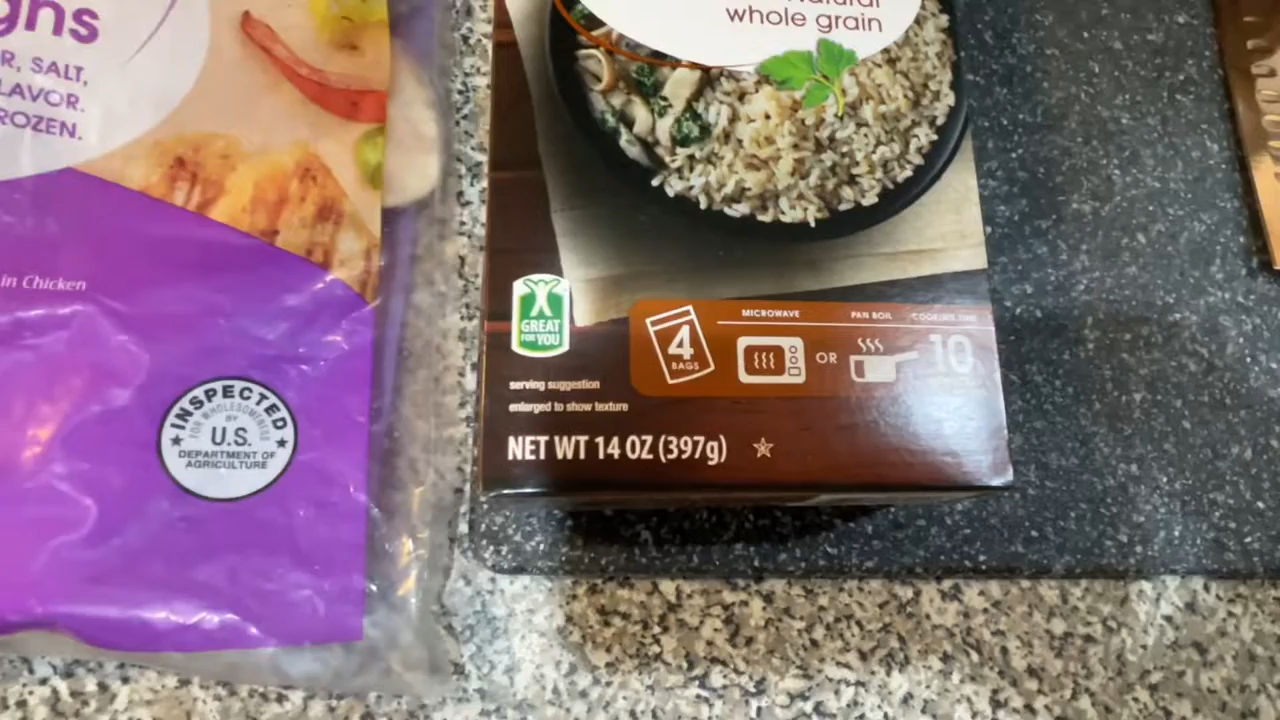 ghs
R, SALT,
LAVOR.
ROZEN.
in Chicken
INSPECTED
FOR WHOLESOMENESS
BY
U.S.
DEPARTMENT OF
AGRICULTURE
natural
whole grain
GREAT
FOR YOU
4
BAGS
MICROWAVE
OR
PAN BOIL
COOKING TIME
10
serving suggestion
enlarged to show texture
NET WT 14 OZ (397g)